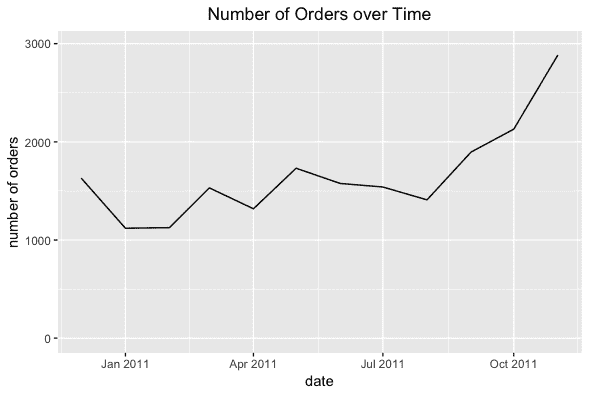 Number of Orders over Time
number of orders
3000
2000
1000
0
Jan 2011 Apr 2011 Jul 2011 Oct 2011
date